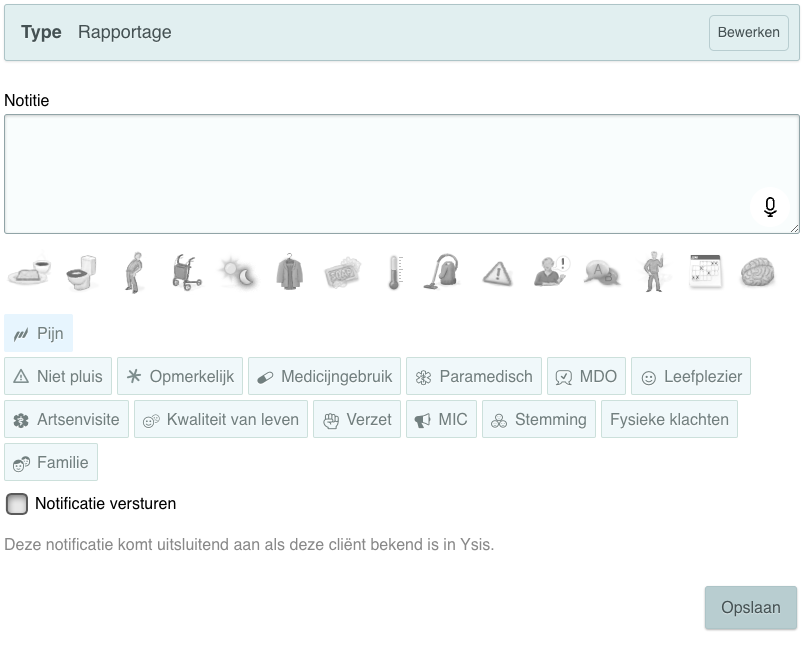 Type Rapportage Bewerken
Notitie
Pijn
Niet pluis Opmerkelijk Medicijngebruik Paramedisch MDO Leefplezier
Artsenvisite Kwaliteit van leven Verzet MIC Stemming Fysieke klachten
Familie
Notificatie versturen
Deze notificatie komt uitsluitend aan als deze cliënt bekend is in Ysis.
Opslaan